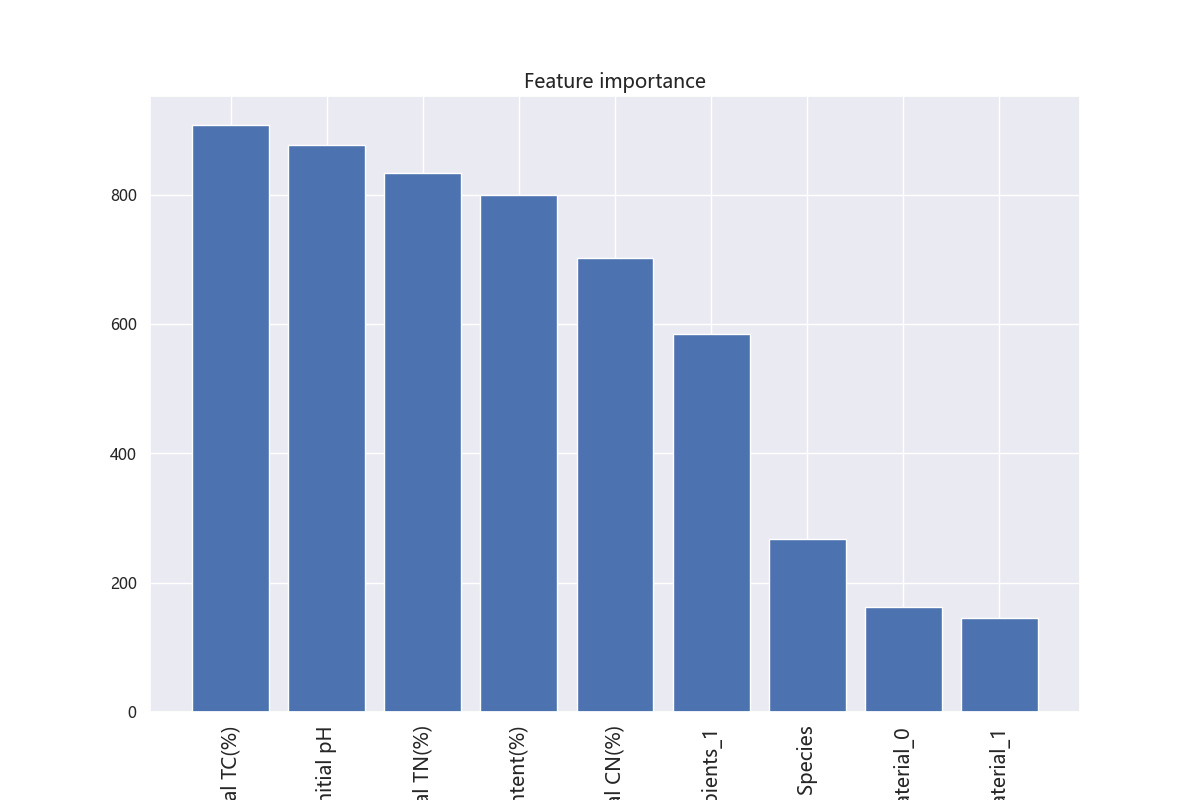 Feature importance
800
600
400
200
0
al TC(%)
nitial pH
al TN(%)
ntent(%)
al CN(%)
pients_1
Species
aterial_0
aterial_1